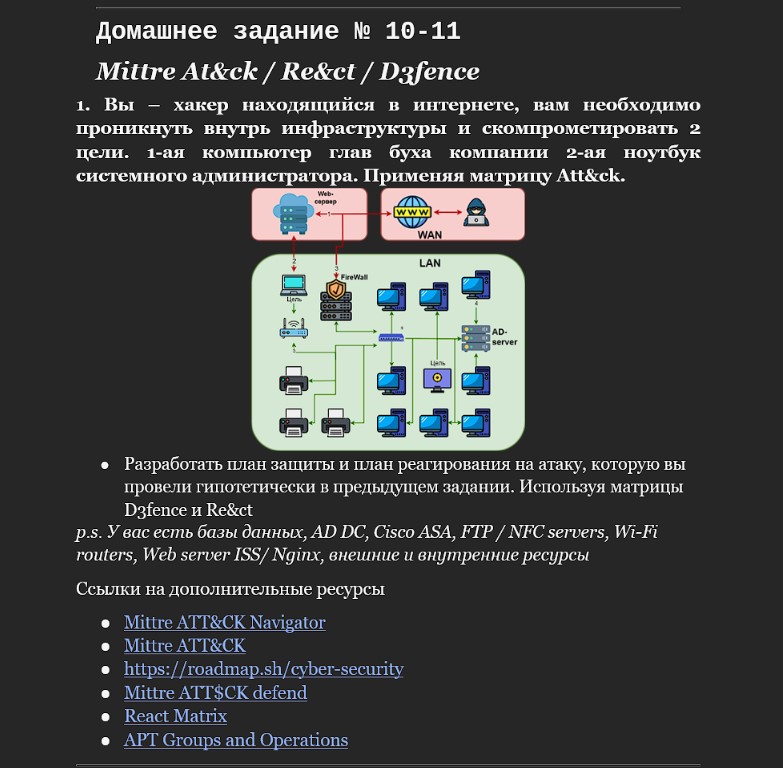 Домашнее задание № 10-11
Mittre At&ck / Re&ct / D3fence
1. Вы – хакер находящийся в интернете, вам необходимо
проникнуть внутрь инфраструктуры и скомпрометировать 2
цели. 1-ая компьютер глав буха компании 2-ая ноутбук
системного администратора. Применяя матрицу Att&ck.
Web-
сервер
1
WWW
WAN
2
3
LAN
FireWall
Цель
4
AD-
server
Цель
• Разработать план защиты и план реагирования на атаку, которую вы
провели гипотетически в предыдущем задании. Используя матрицы
D3fence и Re&ct
p.s. У вас есть базы данных, AD DC, Cisco ASA, FTP / NFC servers, Wi-Fi
routers, Web server ISS/ Nginx, внешние и внутренние ресурсы
Ссылки на дополнительные ресурсы
• Mittre ATT&CK Navigator
• Mittre ATT&CK
• https://roadmap.sh/cyber-security
• Mittre ATT$CK defend
• React Matrix
• APT Groups and Operations